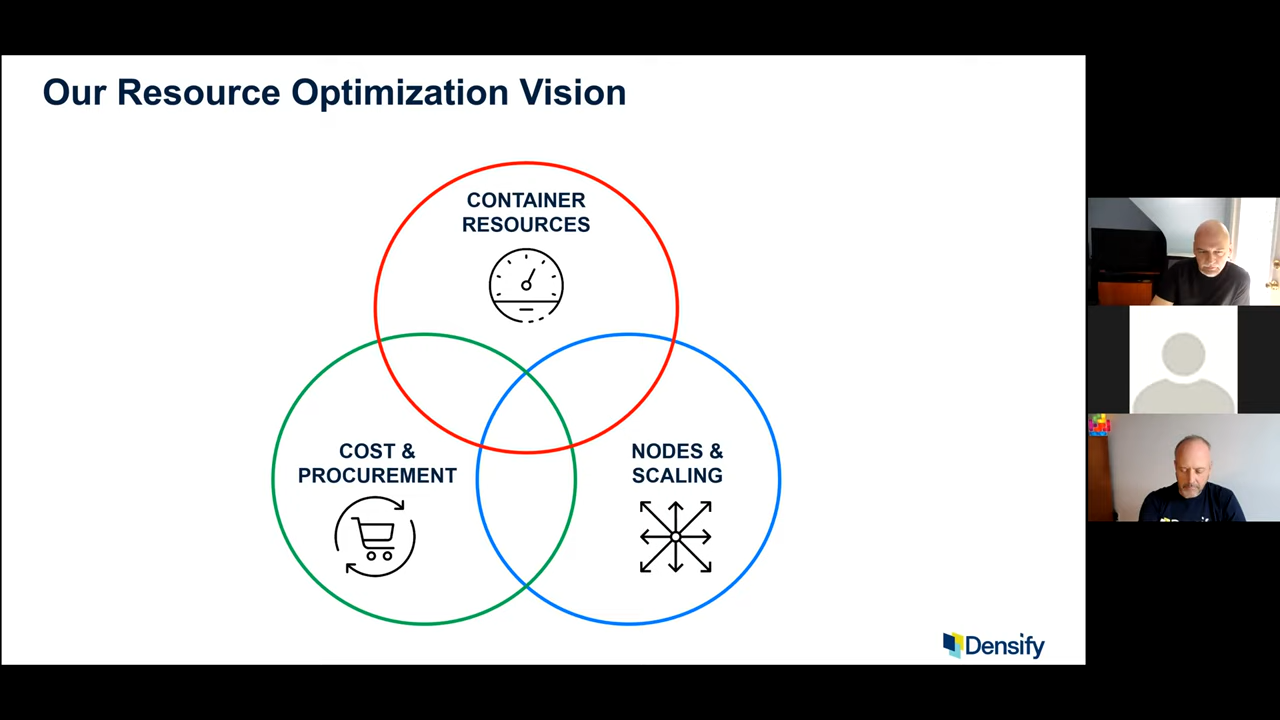 Our Resource Optimization Vision
CONTAINER
RESOURCES
COST &
PROCUREMENT
NODES &
SCALING
Densify